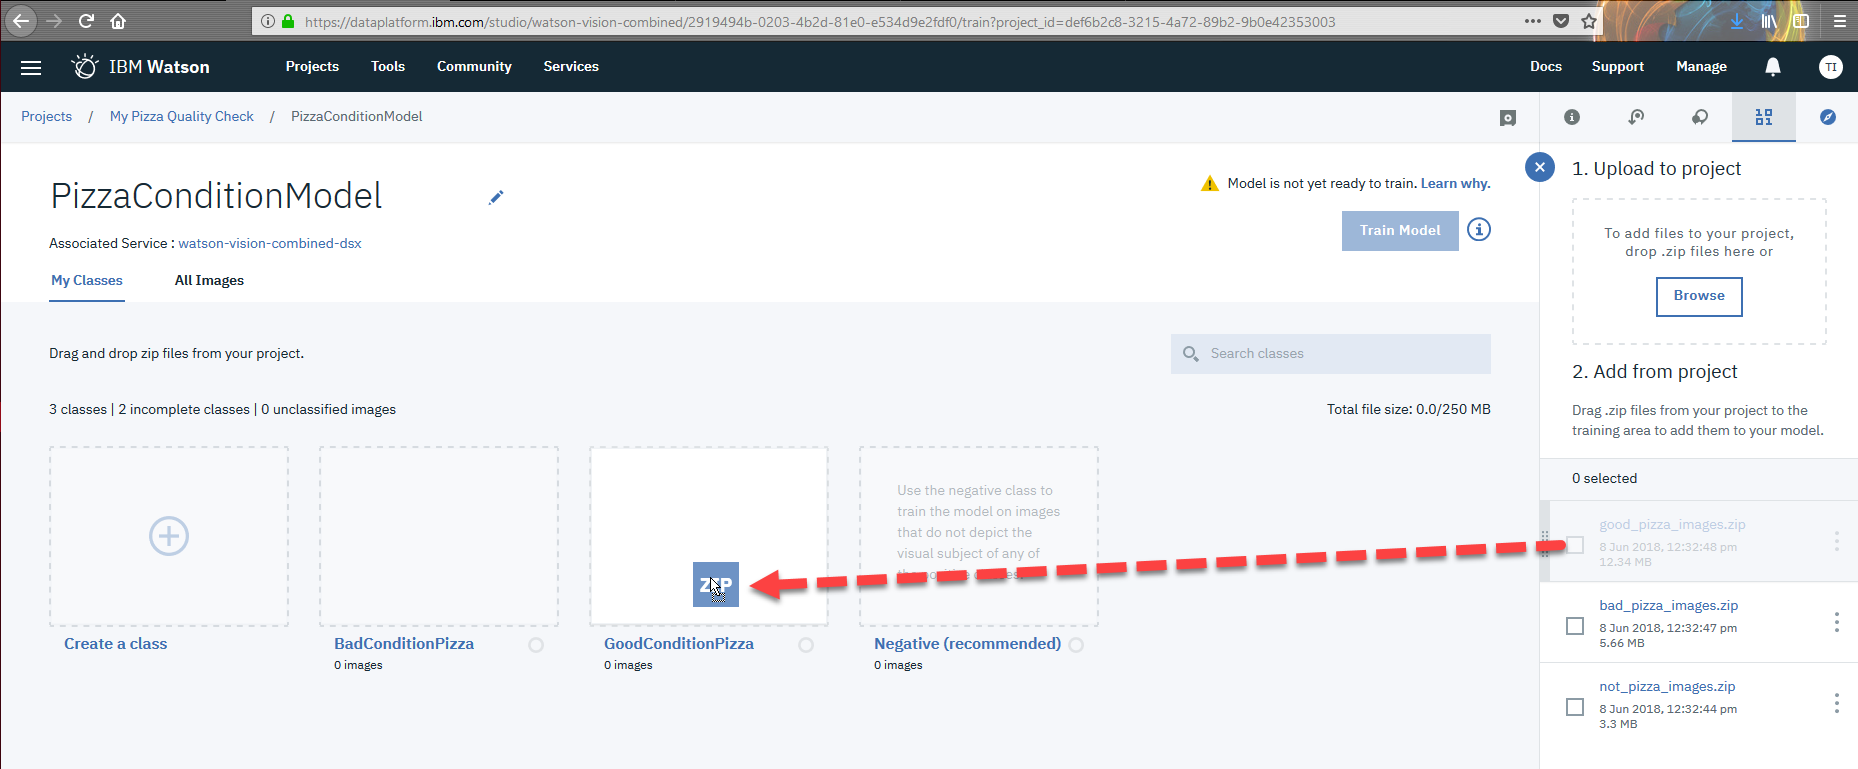 https://dataplatform.ibm.com/studio/watson-vision-combined/2919494b-0203-4b2d-81e0-e534d9e2fdf0/train?project_id=def6b2c8-3215-4a72-89b2-9b0e42353003
IBM Watson Projects Tools Community Services Docs Support Manage TI
Projects / My Pizza Quality Check / PizzaConditionModel
PizzaConditionModel
Model is not yet ready to train. Learn why.
Train Model
Associated Service : watson-vision-combined-dsx
My Classes All Images
Drag and drop zip files from your project.
Search classes
3 classes | 2 incomplete classes | 0 unclassified images
Total file size: 0.0/250 MB
Create a class
BadConditionPizza
0 images
ZIP
GoodConditionPizza
0 images
Use the negative class to
train the model on images
that do not depict the
visual subject of any of
Negative (recommended)
0 images
1. Upload to project
To add files to your project,
drop .zip files here or
Browse
2. Add from project
Drag .zip files from your project to the
training area to add them to your model.
0 selected
good_pizza_images.zip
8 Jun 2018, 12:32:48 pm
12.34 MB
bad_pizza_images.zip
8 Jun 2018, 12:32:47 pm
5.66 MB
not_pizza_images.zip
8 Jun 2018, 12:32:44 pm
3.3 MB